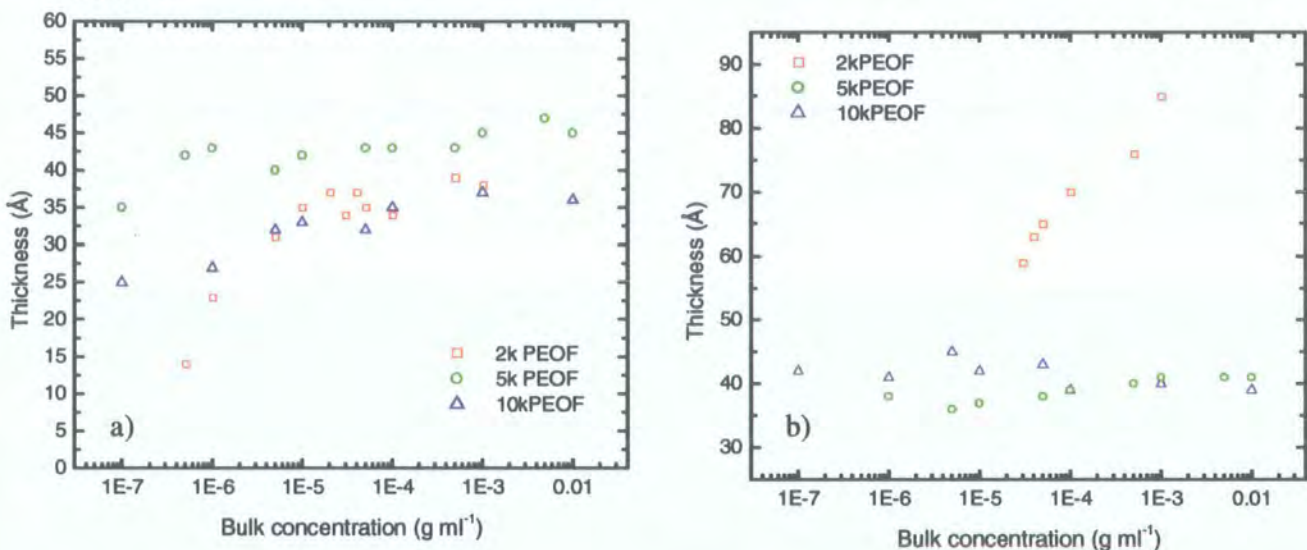 60
55
50
45
40
35
30
25
20
15
10
5
0
Thickness (Å)
2k PEOF
5k PEOF
10kPEOF
a)
1E-7 1E-6 1E-5 1E-4 1E-3 0.01
Bulk concentration (g ml⁻¹)
90
80
70
60
50
40
30
Thickness (Å)
2kPEOF
5kPEOF
10kPEOF
b)
1E-7 1E-6 1E-5 1E-4 1E-3 0.01
Bulk concentration (g ml⁻¹)